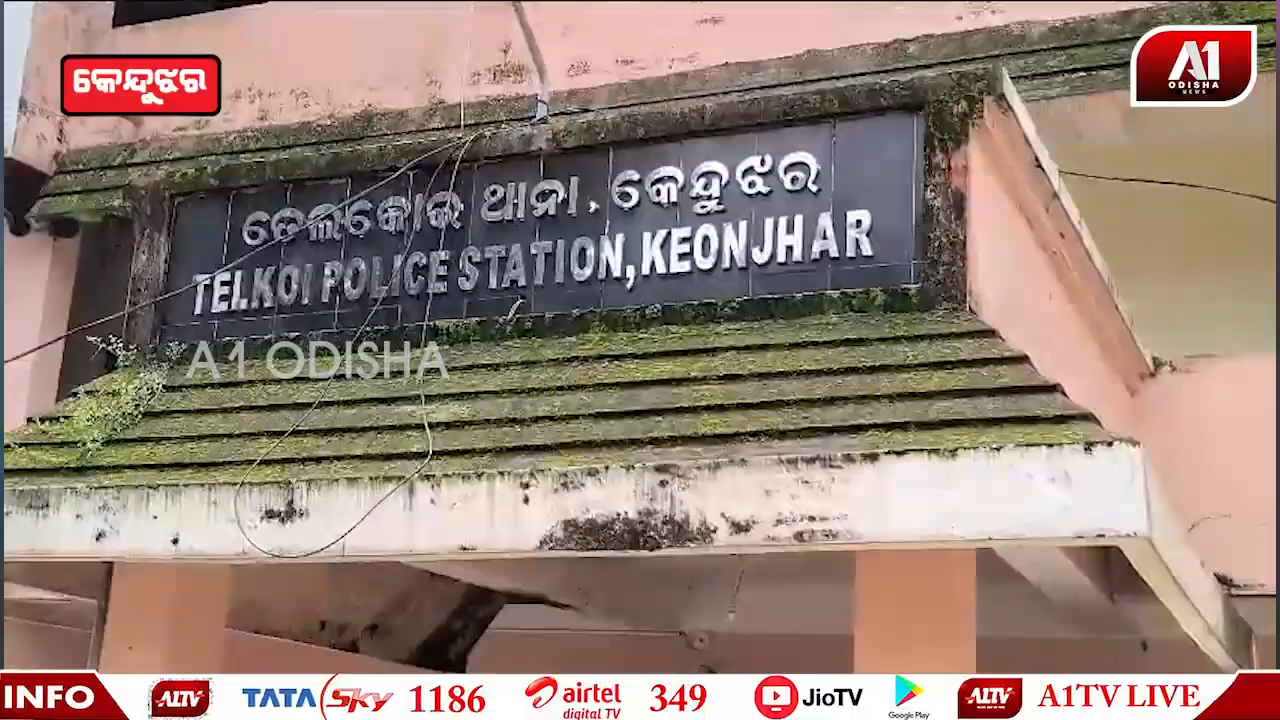 କେନ୍ଦୁଝର
A1
ODISHA
NEWS
ତେଲକୋଇ ଥାନା, କେନ୍ଦୁଝର
TELKOI POLICE STATION, KEONJHAR
A1 ODISHA
INFO A1TV TATA Sky 1186 airtel digital TV 349 JioTV Google Play A1TV A1TV LIVE